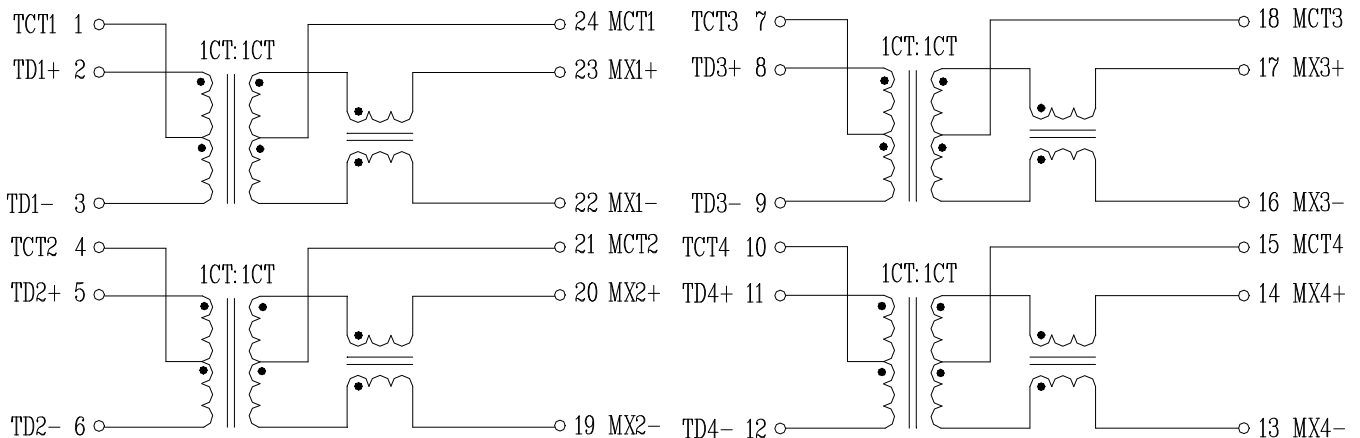 TCT1 1
24 MCT1
1CT:1CT
TD1+ 2
23 MX1+
TD1- 3
22 MX1-
TCT2 4
21 MCT2
1CT:1CT
TD2+ 5
20 MX2+
TD2- 6
19 MX2-
TCT3 7
18 MCT3
1CT:1CT
TD3+ 8
17 MX3+
TD3- 9
16 MX3-
TCT4 10
15 MCT4
1CT:1CT
TD4+ 11
14 MX4+
TD4- 12
13 MX4-